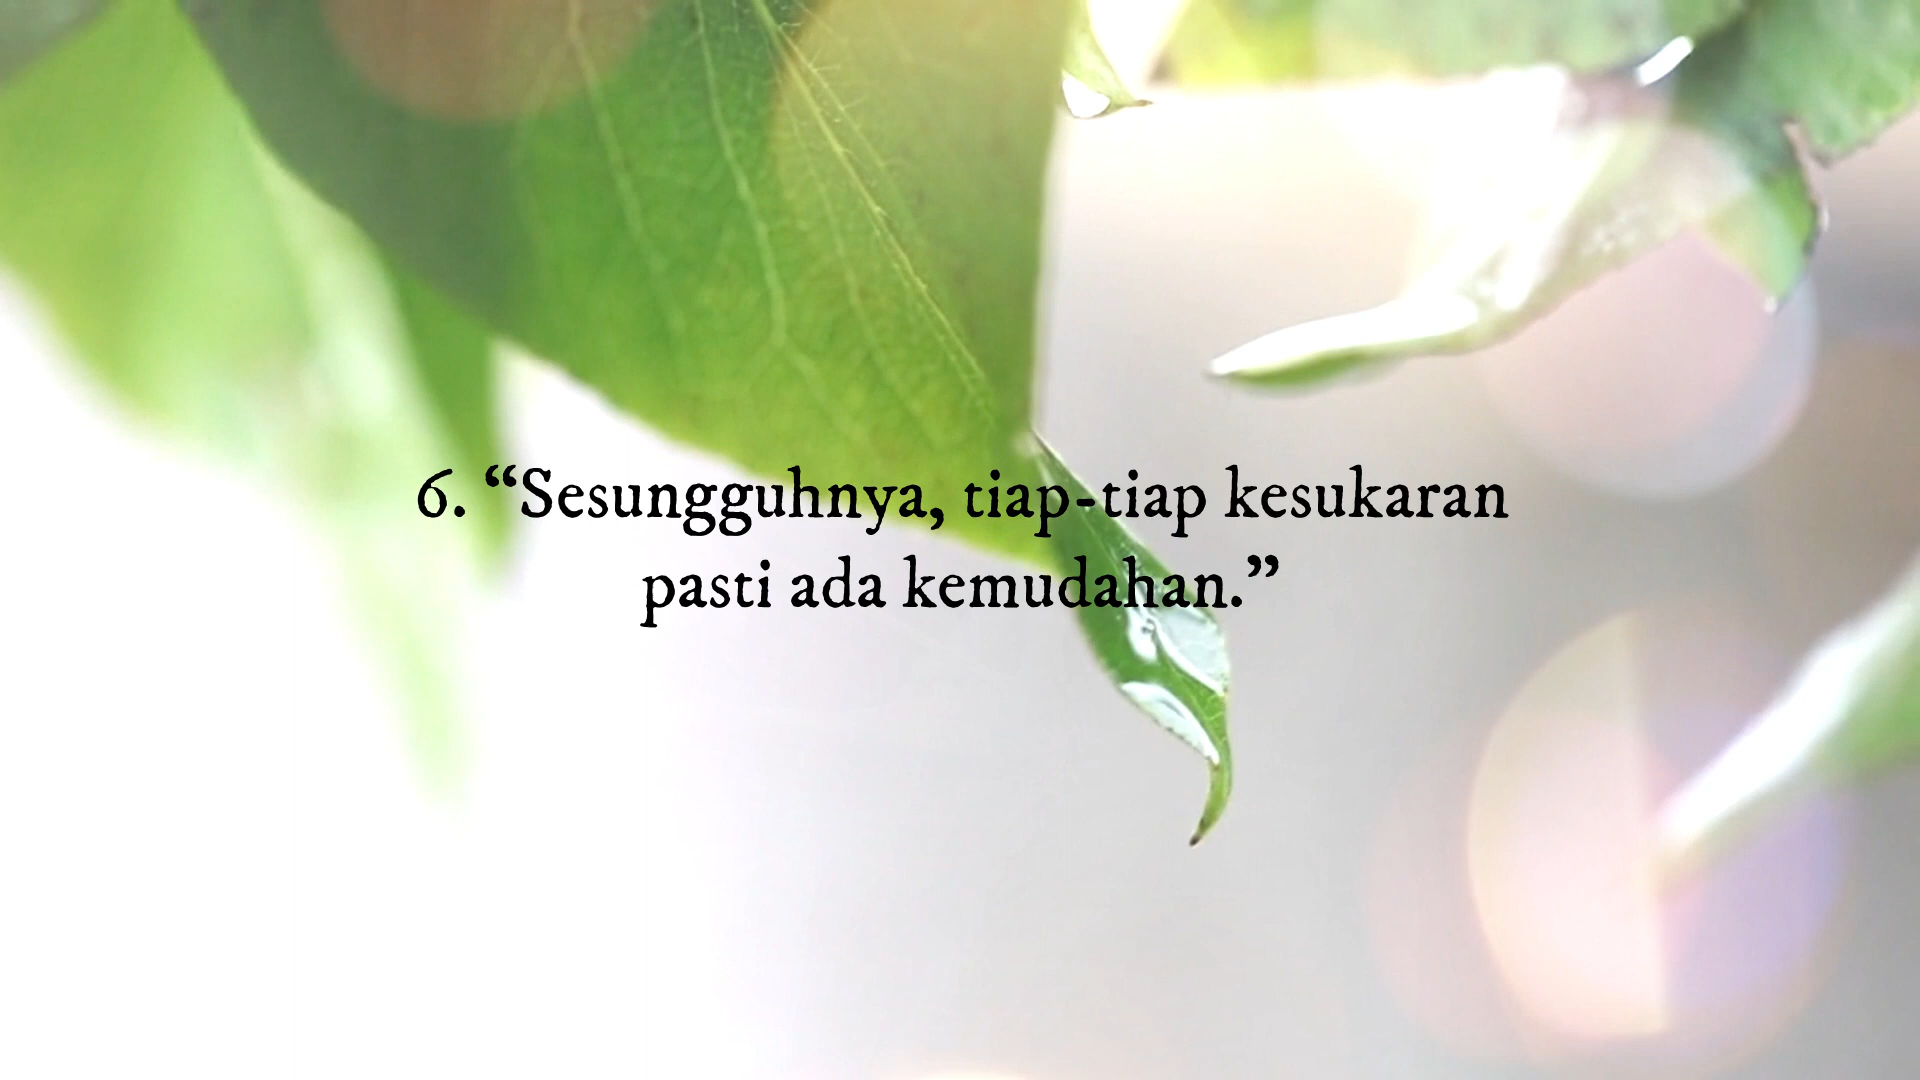 6. “Sesungguhnya, tiap-tiap kesukaran
pasti ada kemudahan.”